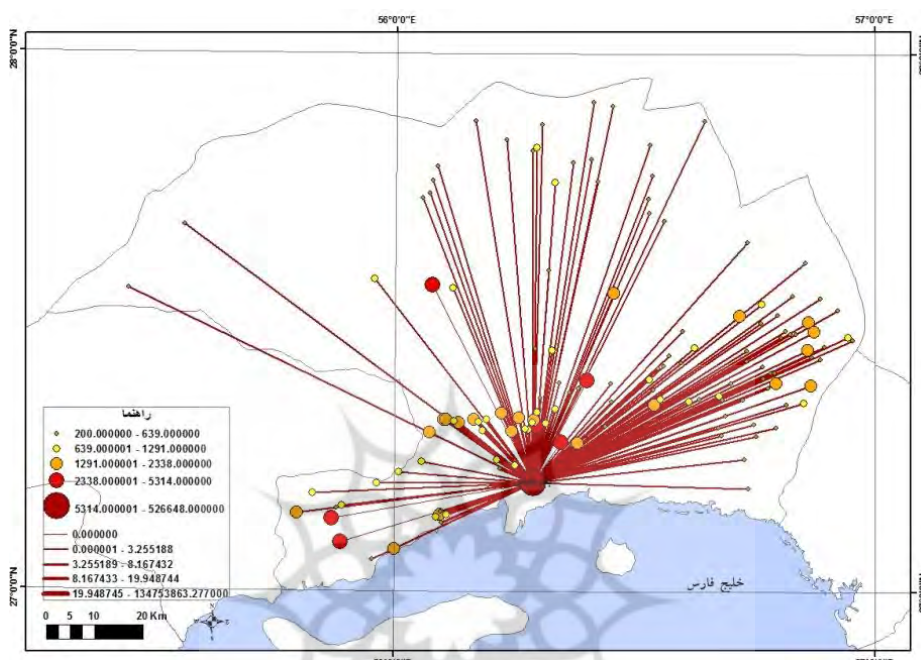 56°0'0"E
57°0'0"E
28°0'0"N
راهنما
200.000000 - 639.000000
639.000001 - 1291.000000
1291.000001 - 2338.000000
2338.000001 - 5314.000000
5314.000001 - 526648.000000
0.000000
0.000001 - 3.255188
3.255189 - 8.167432
8.167433 - 19.948744
19.948745 - 134753863.277000
0 5 10 20 Km
N
خلیج فارس
27°0'0"N